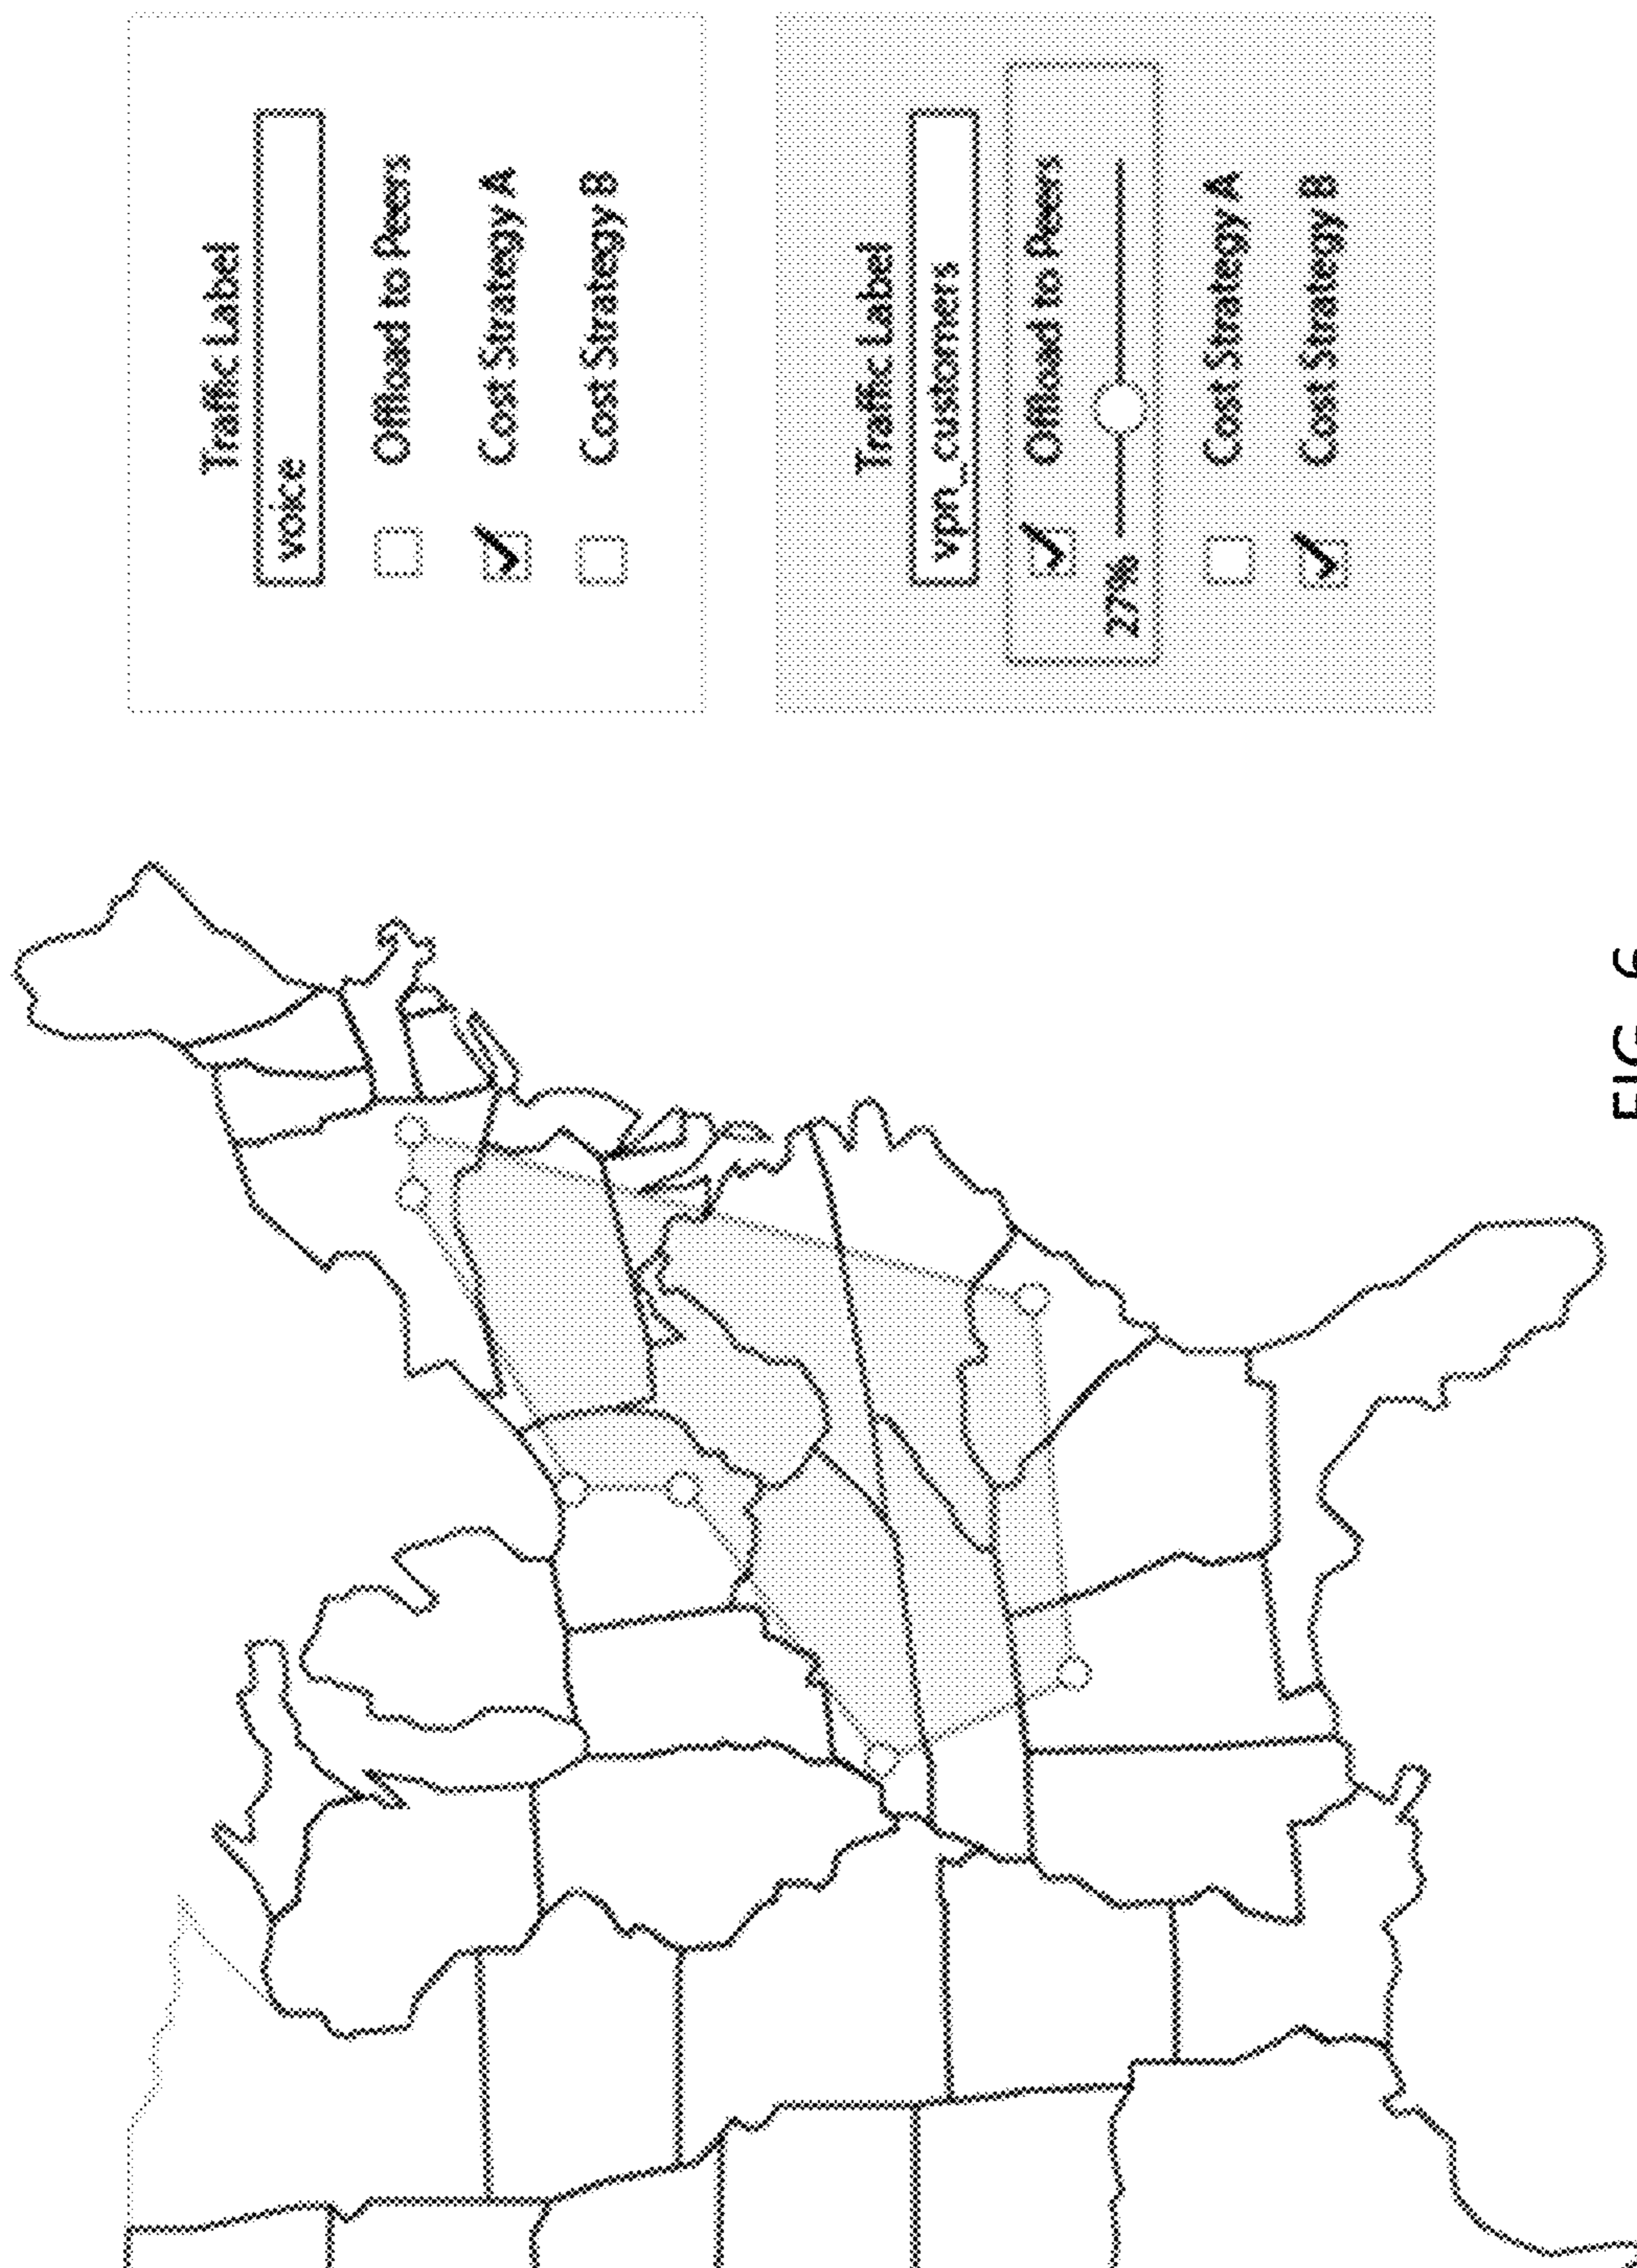 Traffic Label
voice
Offload to Peers
Cost Strategy A
Cost Strategy B
Traffic Label
vpn_customers
Offload to Peers
27%
Cost Strategy A
Cost Strategy B
FIG. 6